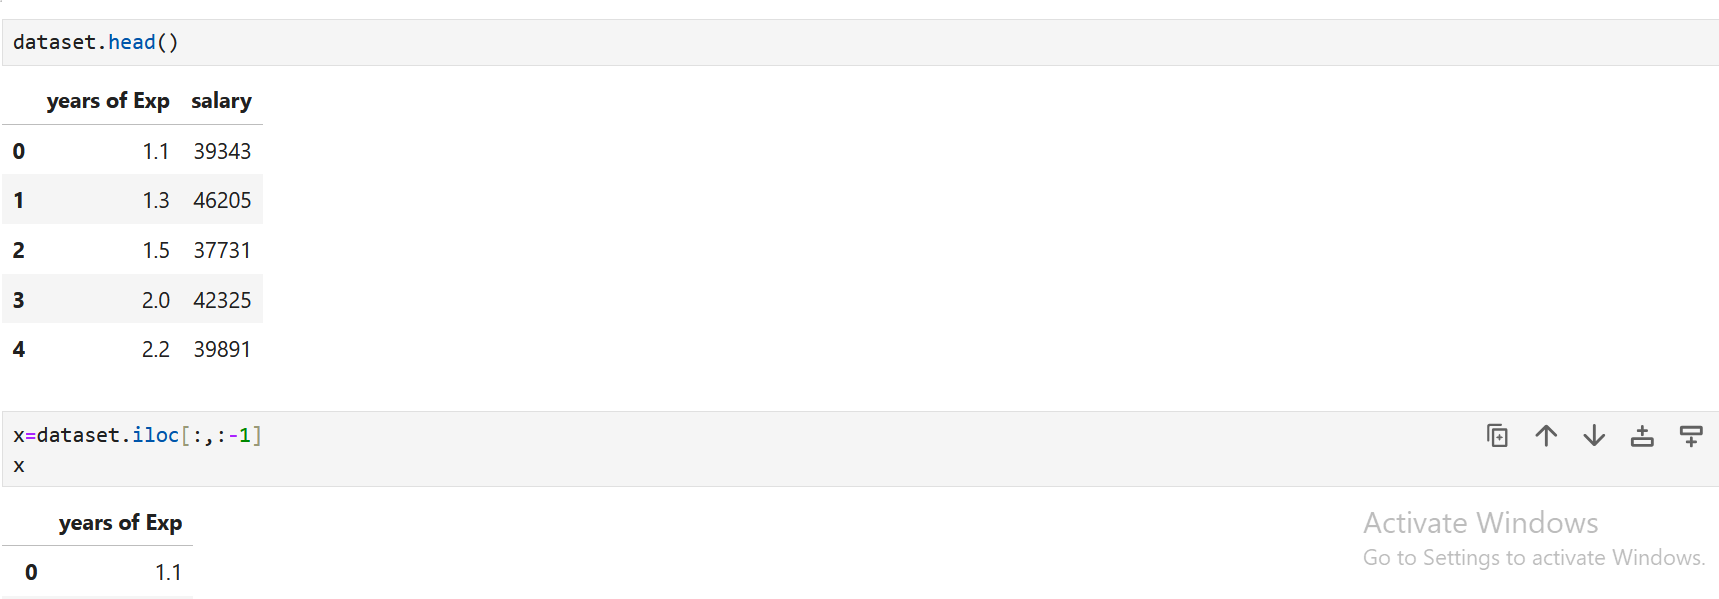 dataset.head()
years of Exp salary
0 1.1 39343
1 1.3 46205
2 1.5 37731
3 2.0 42325
4 2.2 39891
x=dataset.iloc[:,:-1]
x
years of Exp
0 1.1
Activate Windows
Go to Settings to activate Windows.